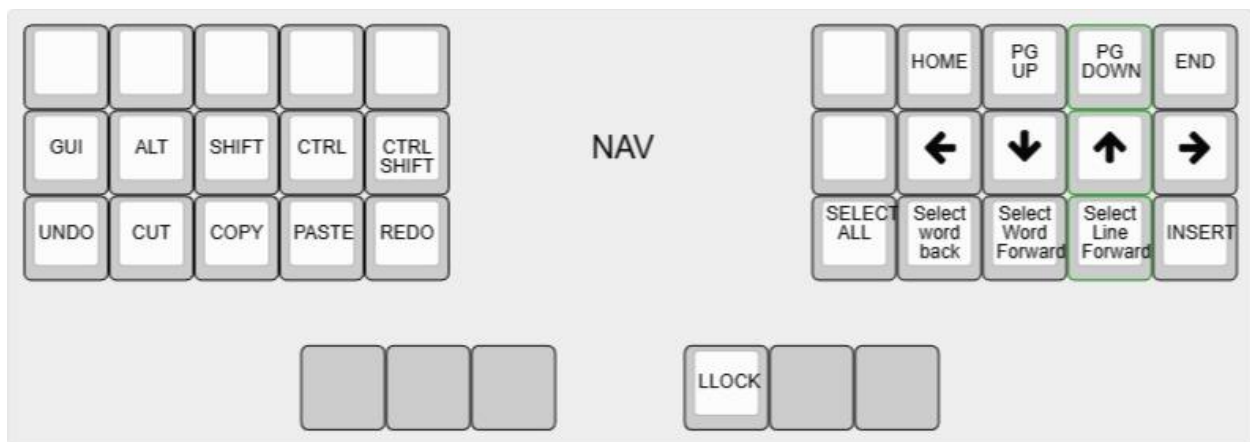 HOME
PG
UP
PG
DOWN
END
GUI
ALT
SHIFT
CTRL
CTRL
SHIFT
NAV
UNDO
CUT
COPY
PASTE
REDO
SELECT
ALL
Select
word
back
Select
Word
Forward
Select
Line
Forward
INSERT
LLOCK